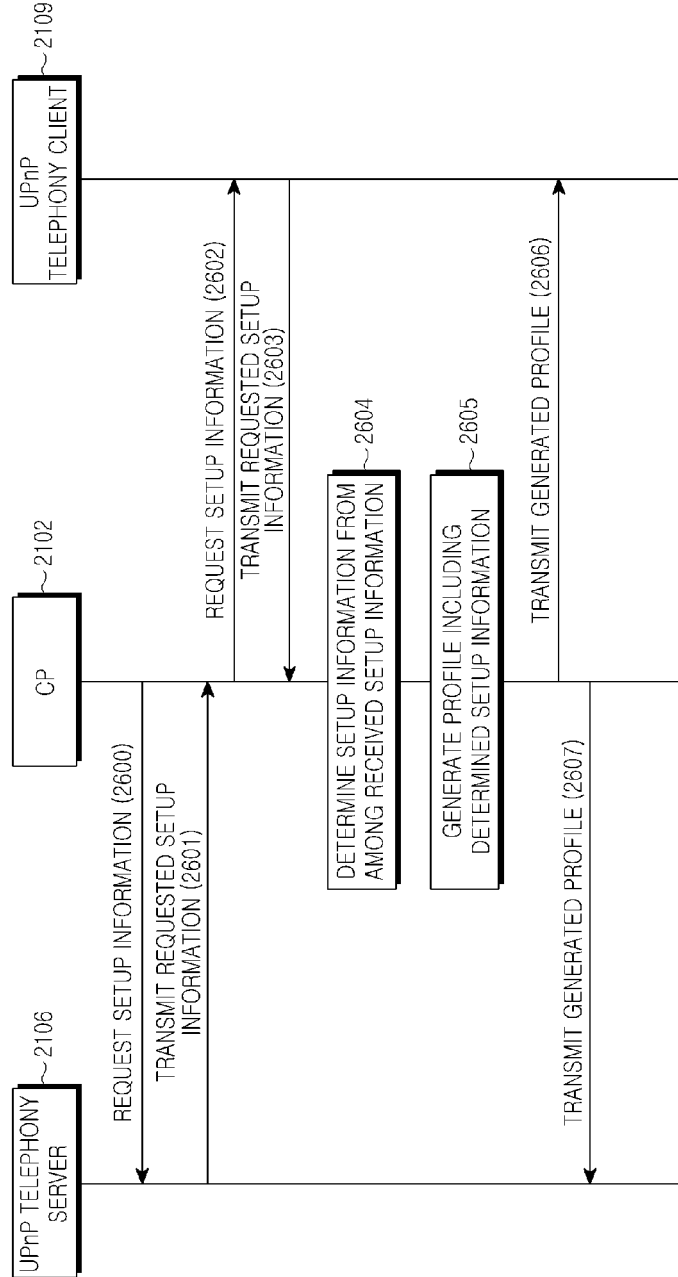 UPnP TELEPHONY
SERVER
2106
CP
2102
UPnP
TELEPHONY CLIENT
2109
REQUEST SETUP INFORMATION (2600)
TRANSMIT REQUESTED SETUP
INFORMATION (2601)
REQUEST SETUP INFORMATION (2602)
TRANSMIT REQUESTED SETUP
INFORMATION (2603)
DETERMINE SETUP INFORMATION FROM
AMONG RECEIVED SETUP INFORMATION
2604
GENERATE PROFILE INCLUDING
DETERMINED SETUP INFORMATION
2605
TRANSMIT GENERATED PROFILE (2606)
TRANSMIT GENERATED PROFILE (2607)